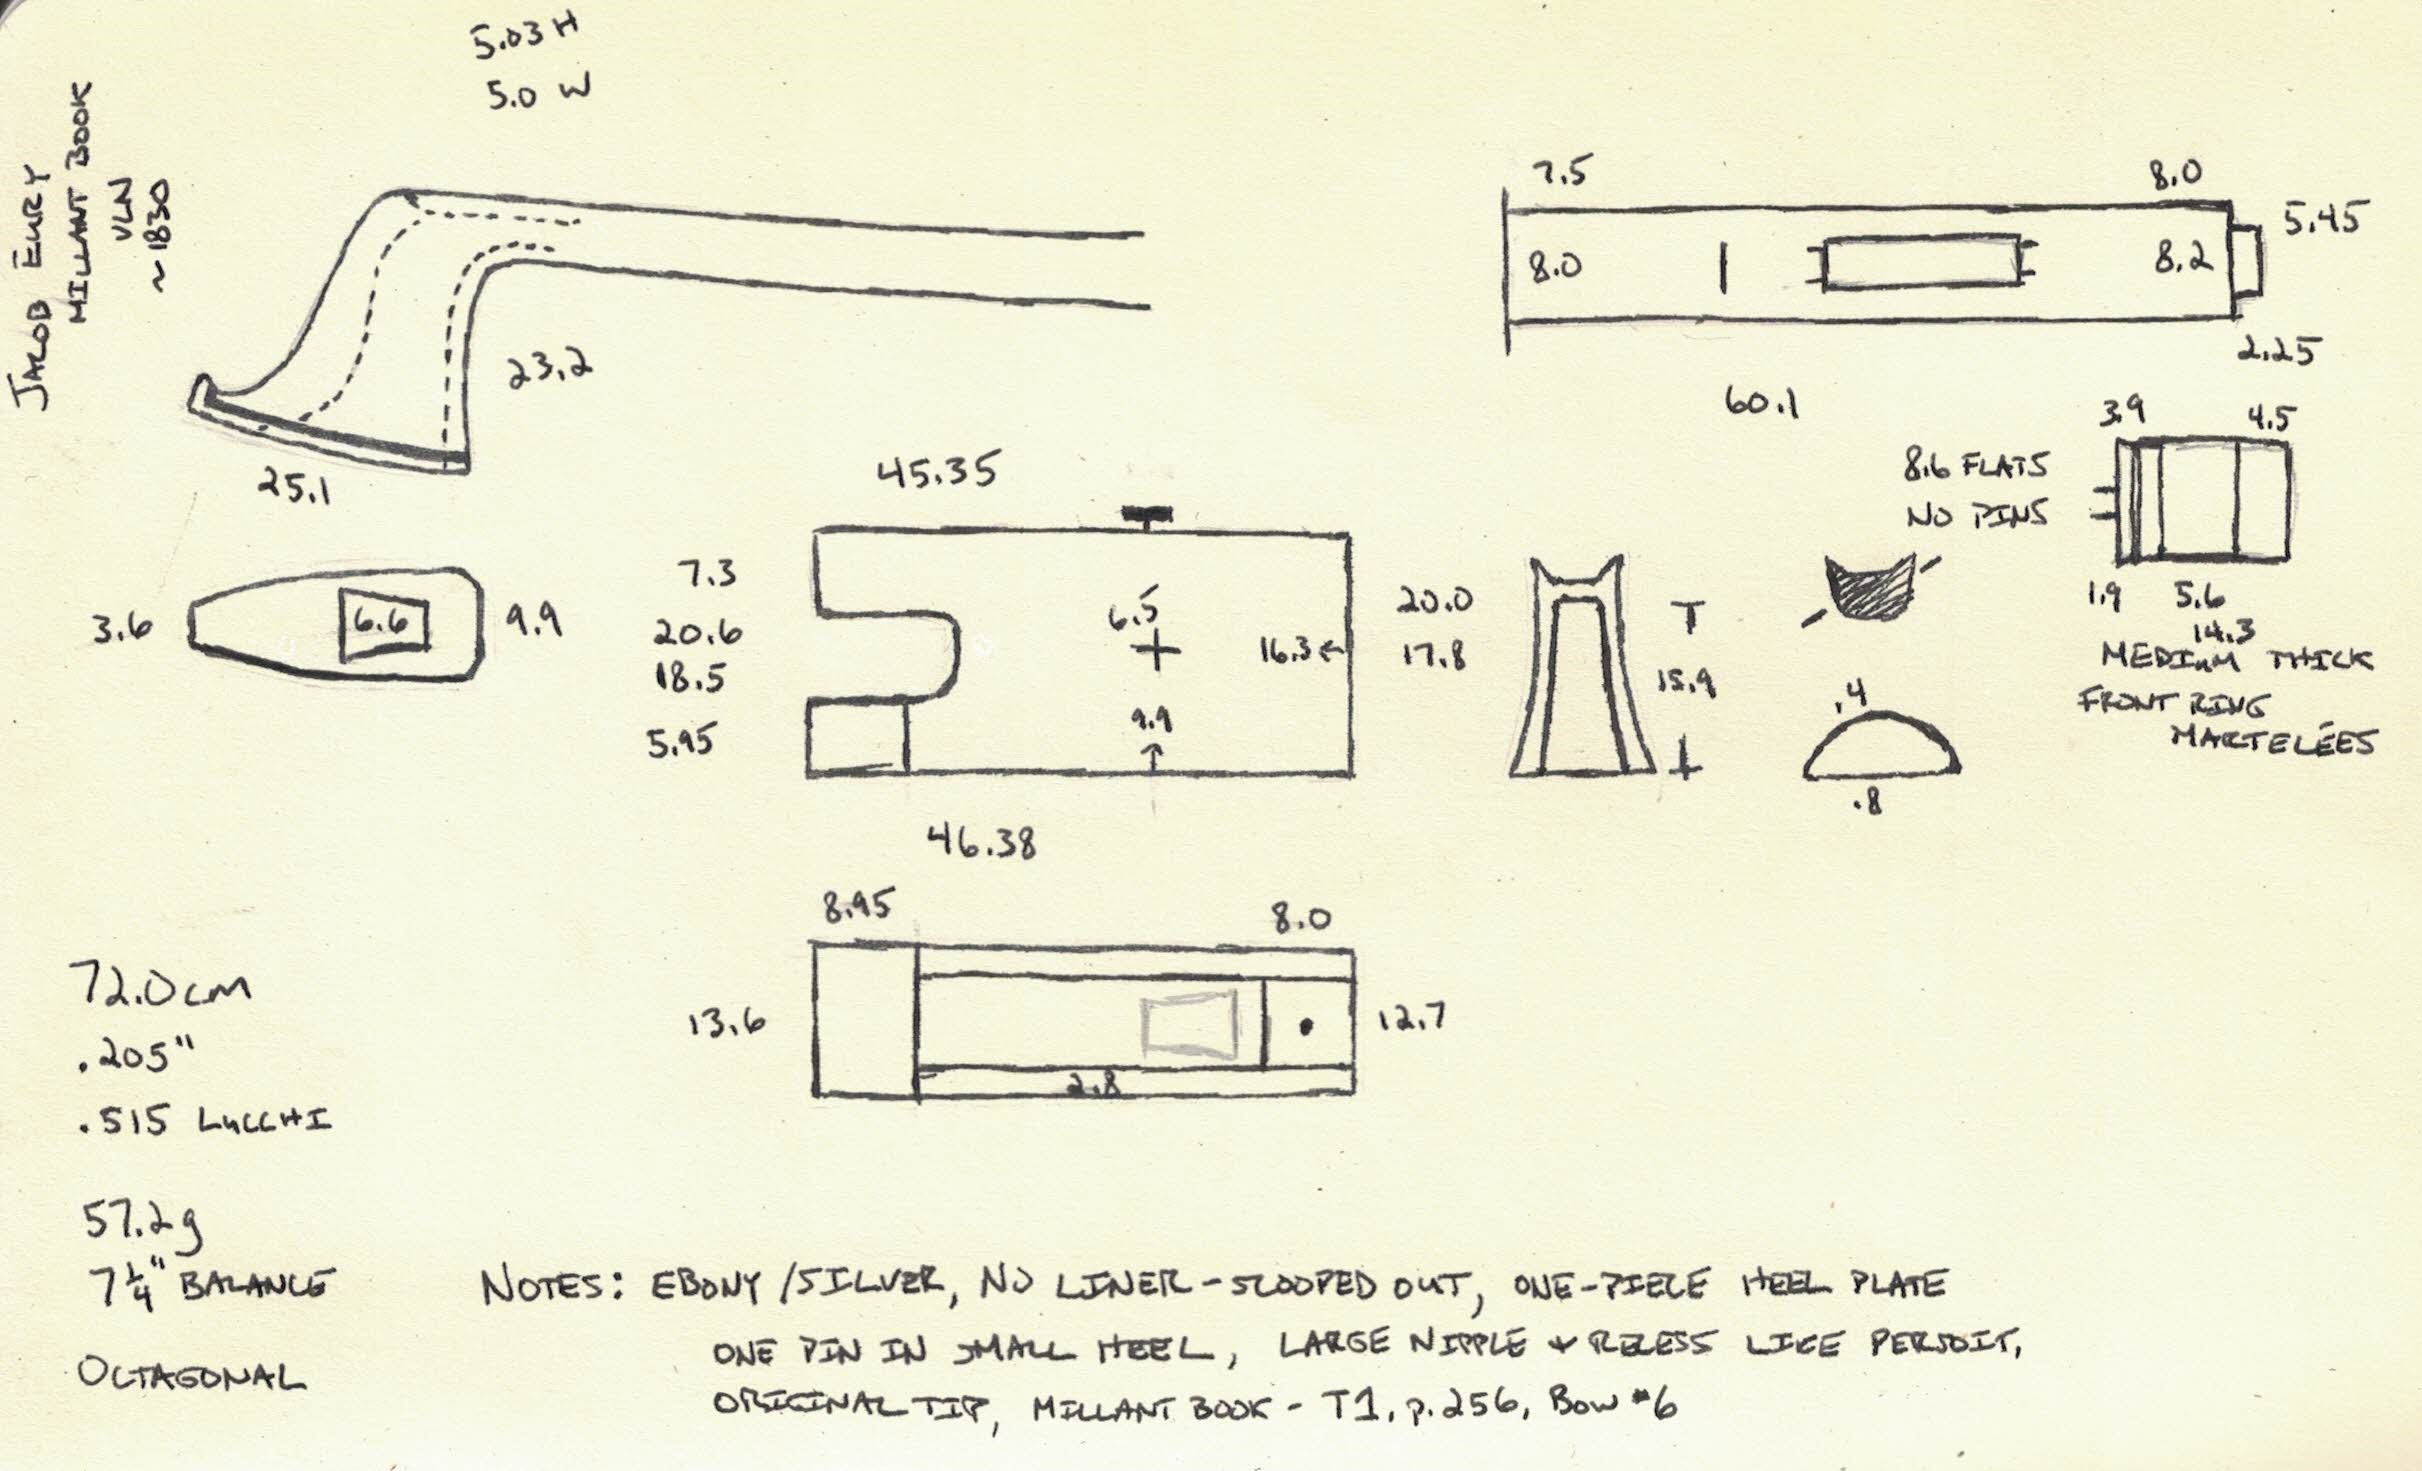 JACOB EURY
MILLANT BOOK
VLN
~1830
5.03 H
5.0 W
23.2
25.1
3.6
6.6
9.9
7.5
8.0
5.45
8.0
8.2
2.25
60.1
45.35
7.3
20.6
18.5
5.95
6.5
16.3←
9.9
↑
20.0
17.8
46.38
15.9
.4
.8
8.6 FLATS
NO PINS
3.9
4.5
1.9
5.6
14.3
MEDIUM THICK
FRONT RING
MARTELÉES
8.95
8.0
13.6
12.7
2.8
72.0 cm
.205"
.515 LUCCHI
57.2g
7 1/4" BALANCE
OCTAGONAL
NOTES: EBONY/SILVER, NO LINER - SCOOPED OUT, ONE-PIECE HEEL PLATE
ONE PIN IN SMALL HEEL, LARGE NIPPLE + RECESS LIKE PERSOIT,
ORIGINAL TIP, MILLANT BOOK - T1, p.256, BOW #6